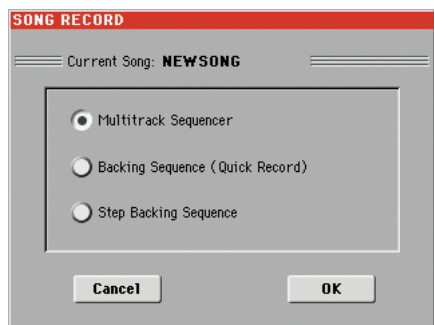 SONG RECORD
Current Song: NEWSONG
Multitrack Sequencer
Backing Sequence (Quick Record)
Step Backing Sequence
Cancel OK